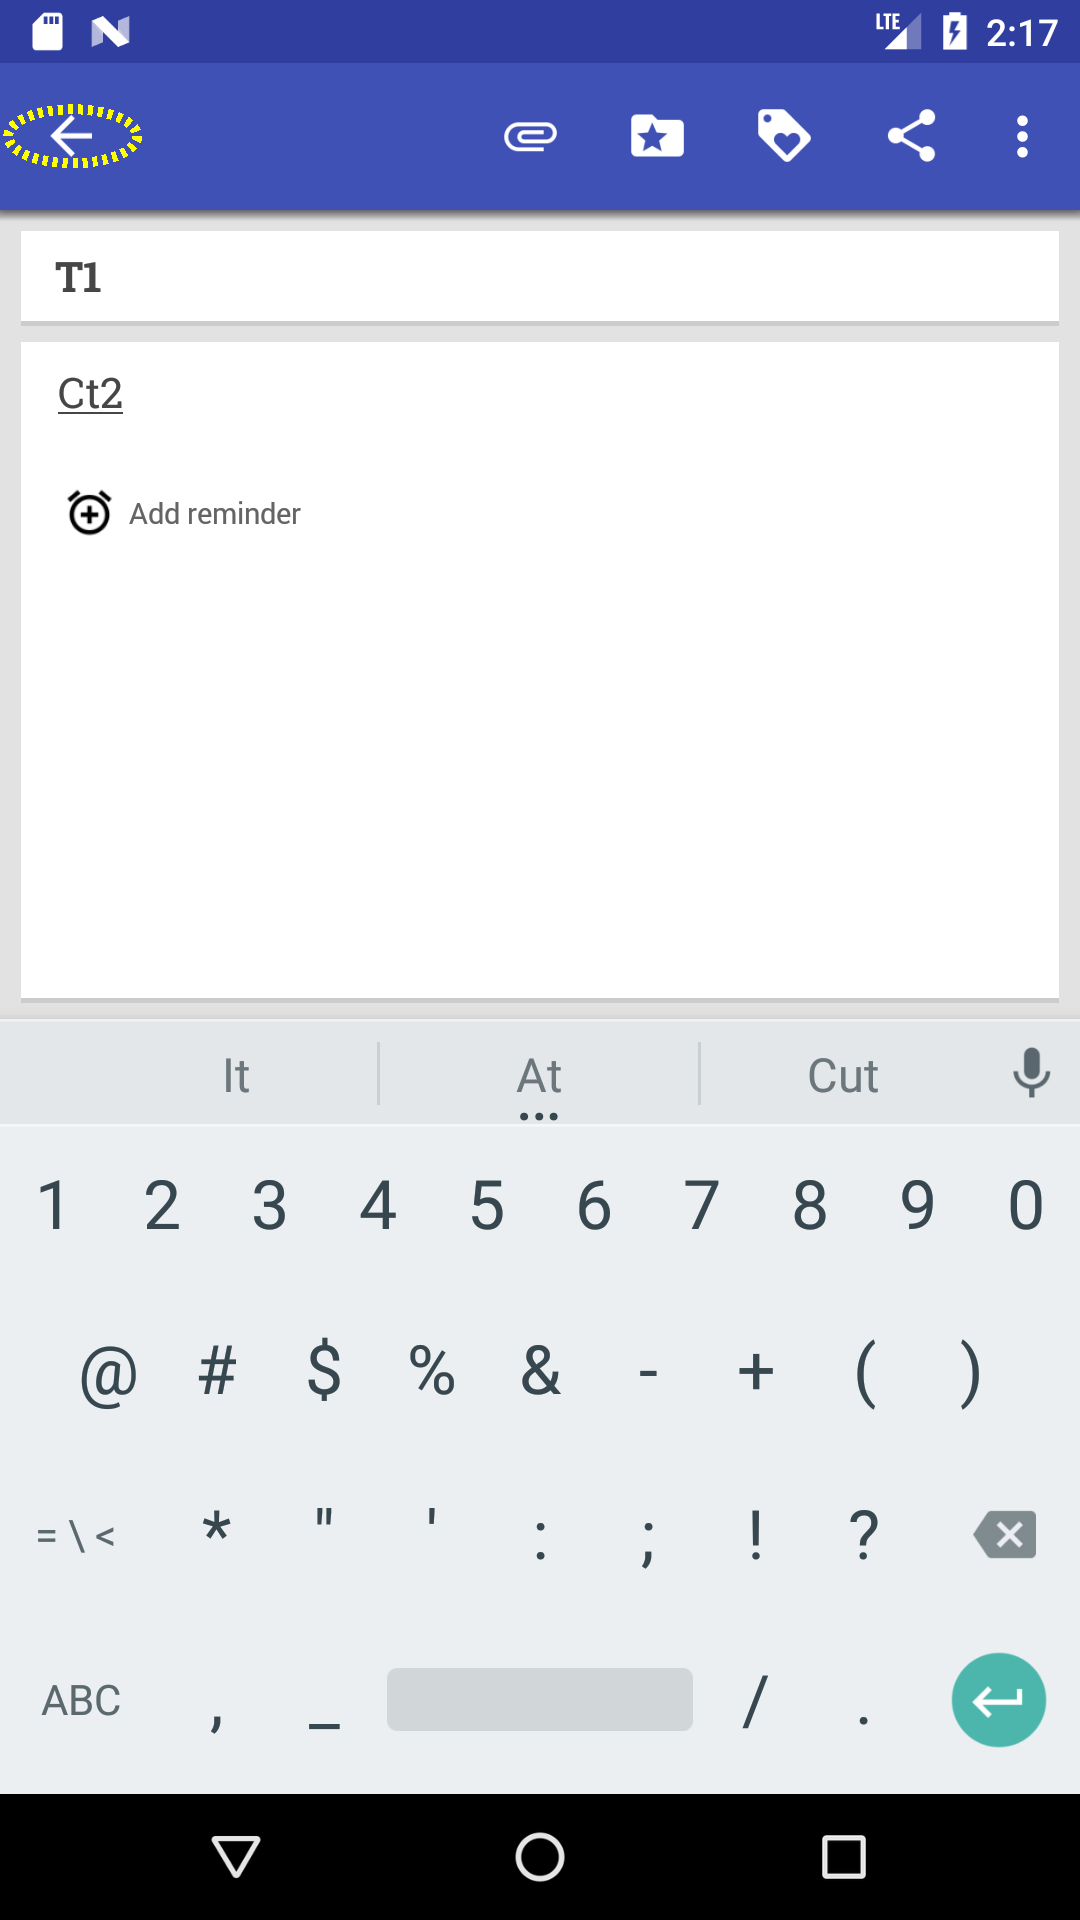 LTE 2:17
T1
Ct2
Add reminder
It At Cut
1 2 3 4 5 6 7 8 9 0
@ # $ % & - + ( )
= \ < * " ' : ; ! ?
ABC , _ / .